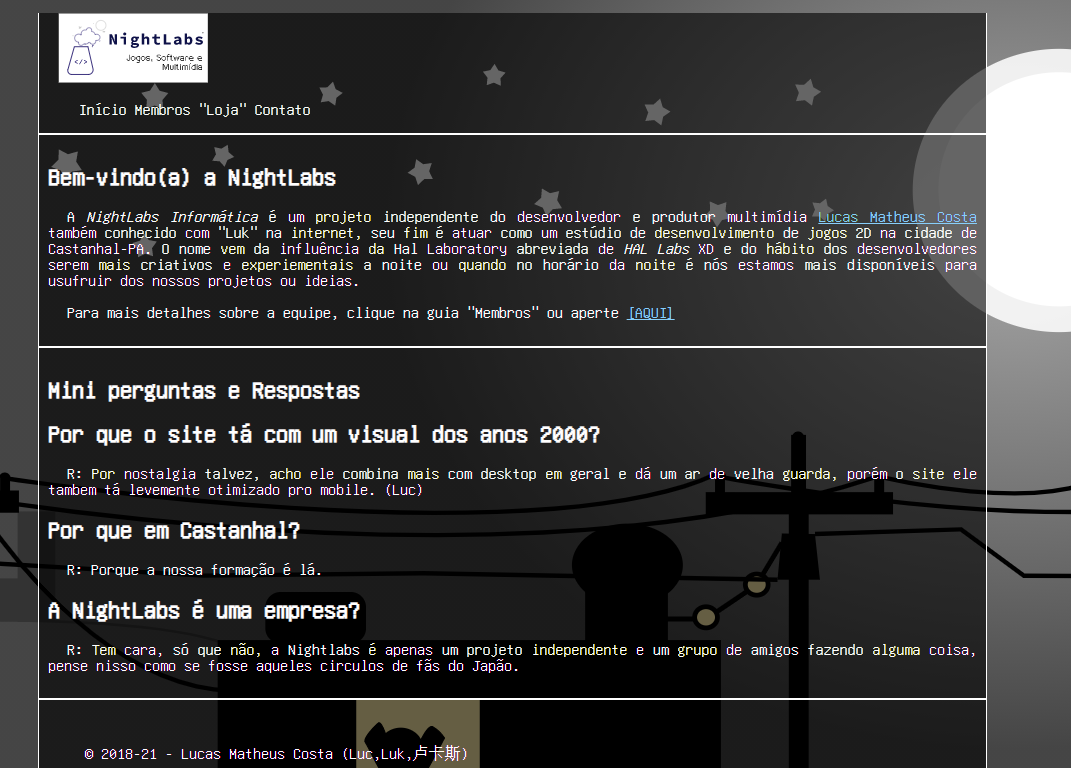 NightLabs
Jogos, Software e
Multimídia
</>
Início Membros "Loja" Contato
Bem-vindo(a) a NightLabs
A NightLabs Informática é um projeto independente do desenvolvedor e produtor multimídia Lucas Matheus Costa
também conhecido com "Luk" na internet, seu fim é atuar como um estúdio de desenvolvimento de jogos 2D na cidade de
Castanhal-PA. O nome vem da influência da Hal Laboratory abreviada de HAL Labs XD e do hábito dos desenvolvedores
serem mais criativos e experiementais a noite ou quando no horário da noite é nós estamos mais disponíveis para
usufruir dos nossos projetos ou ideias.
Para mais detalhes sobre a equipe, clique na guia "Membros" ou aperte [AQUI]
Mini perguntas e Respostas
Por que o site tá com um visual dos anos 2000?
R: Por nostalgia talvez, acho ele combina mais com desktop em geral e dá um ar de velha guarda, porém o site ele
tambem tá levemente otimizado pro mobile. (Luc)
Por que em Castanhal?
R: Porque a nossa formação é lá.
A NightLabs é uma empresa?
R: Tem cara, só que não, a Nightlabs é apenas um projeto independente e um grupo de amigos fazendo alguma coisa,
pense nisso como se fosse aqueles circulos de fãs do Japão.
© 2018-21 - Lucas Matheus Costa (Luc,Luk,卢卡斯)